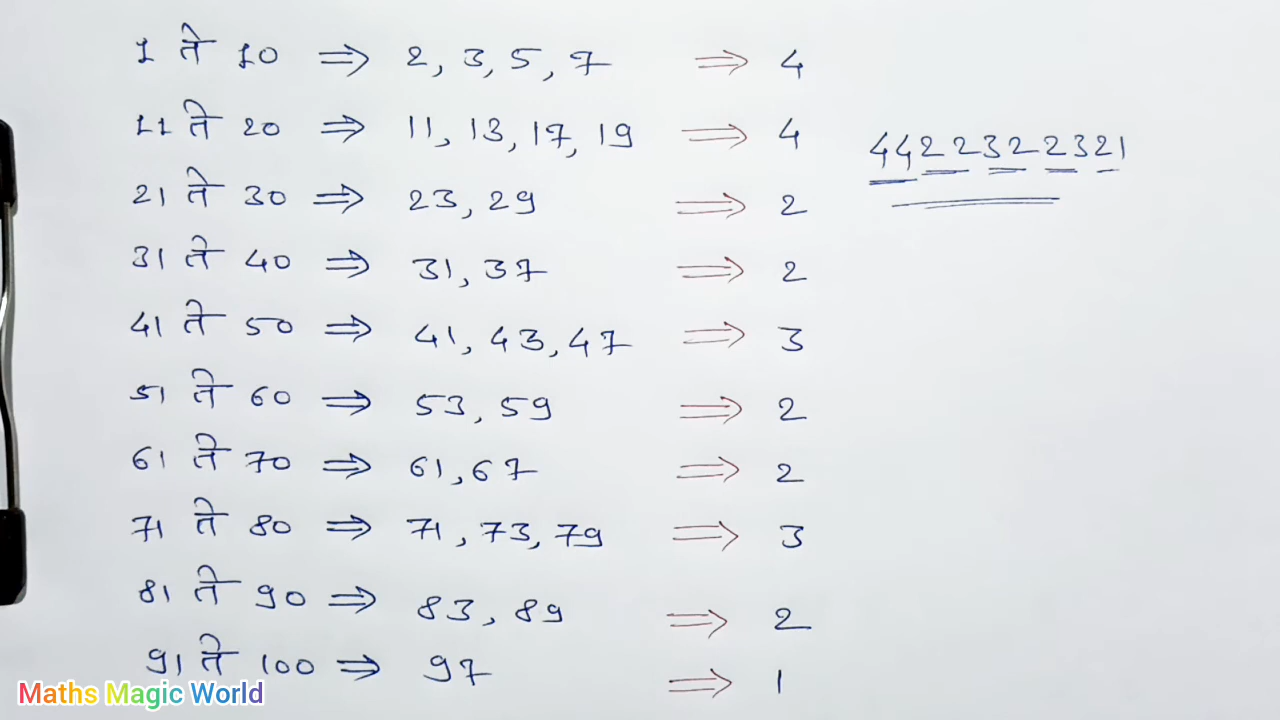 1 ते 10 ⇒ 2, 3, 5, 7 ⇒ 4
11 ते 20 ⇒ 11, 13, 17, 19 ⇒ 4
4422322321
21 ते 30 ⇒ 23, 29 ⇒ 2
31 ते 40 ⇒ 31, 37 ⇒ 2
41 ते 50 ⇒ 41, 43, 47 ⇒ 3
51 ते 60 ⇒ 53, 59 ⇒ 2
61 ते 70 ⇒ 61, 67 ⇒ 2
71 ते 80 ⇒ 71, 73, 79 ⇒ 3
81 ते 90 ⇒ 83, 89 ⇒ 2
91 ते 100 ⇒ 97 ⇒ 1
Maths Magic World